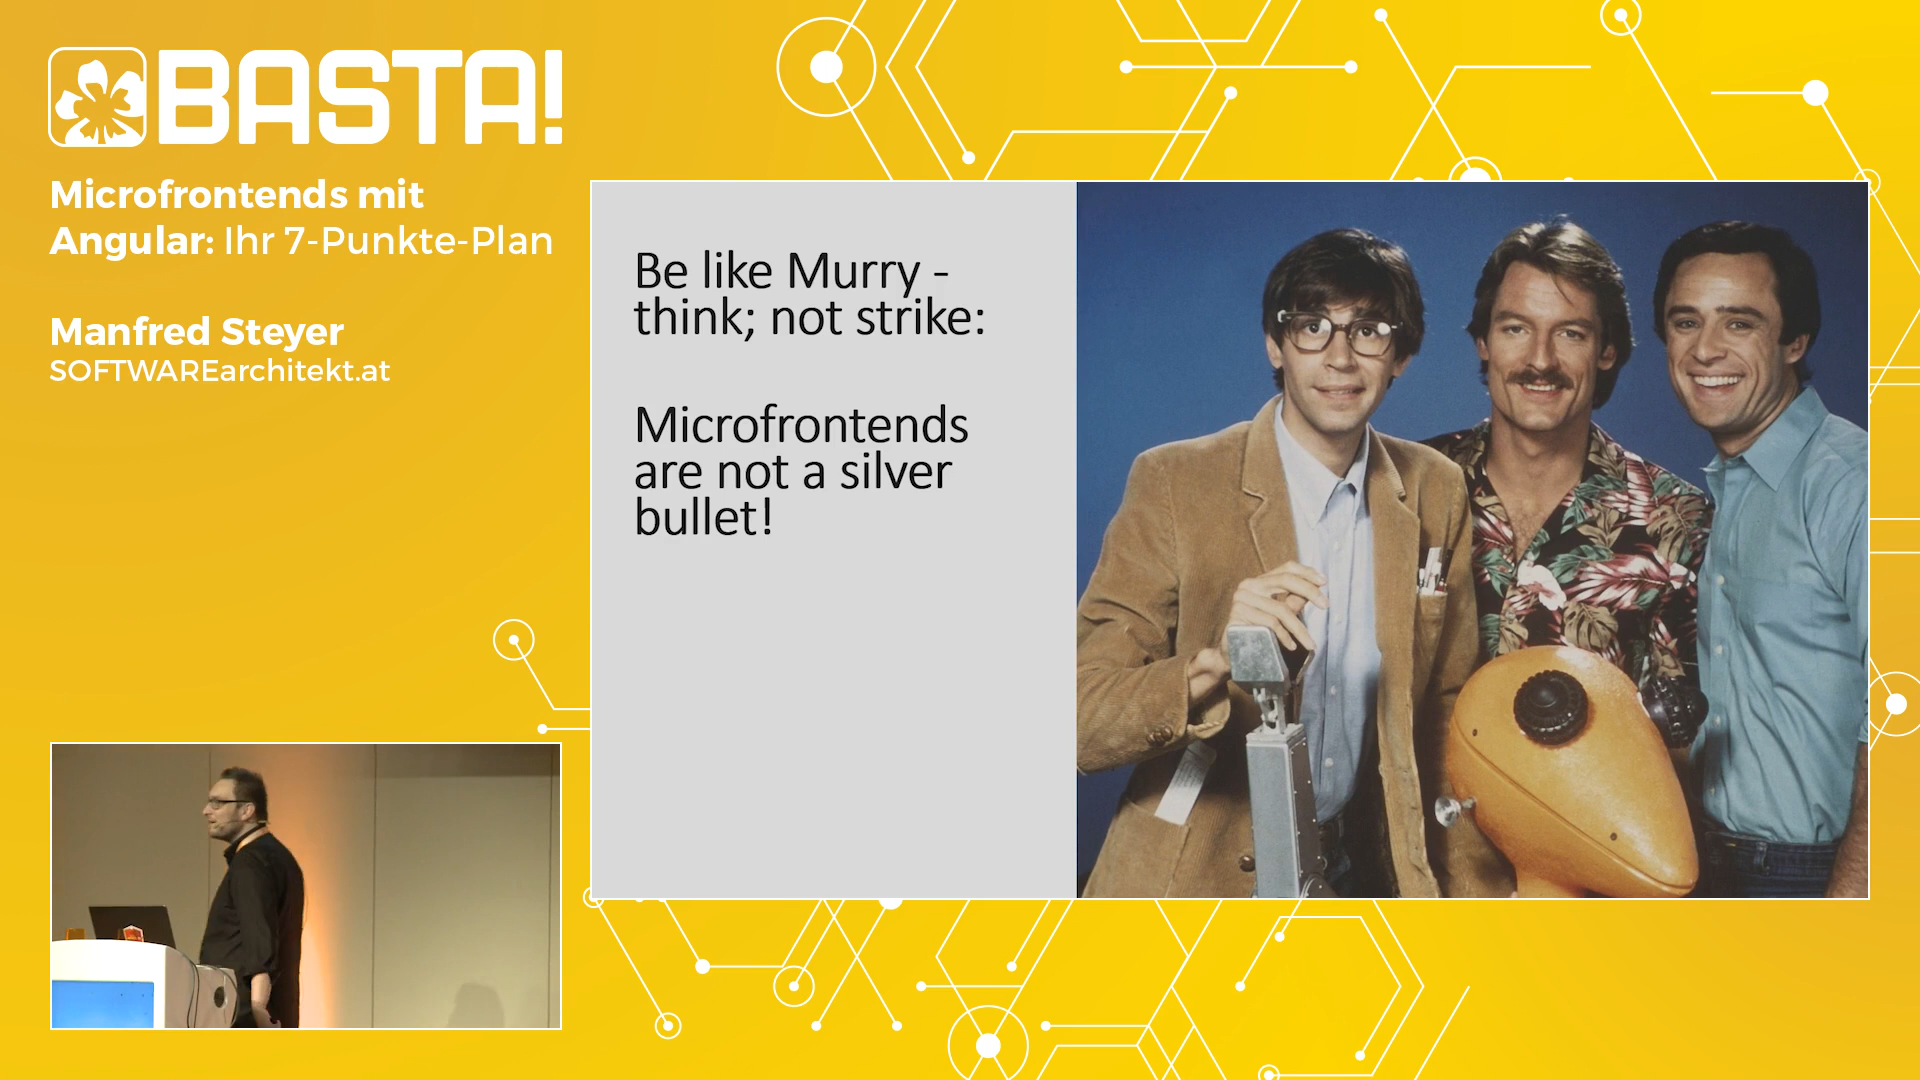 BASTA!
Microfrontends mit
Angular: Ihr 7-Punkte-Plan
Manfred Steyer
SOFTWAREarchitekt.at
Be like Murry -
think; not strike:
Microfrontends
are not a silver
bullet!